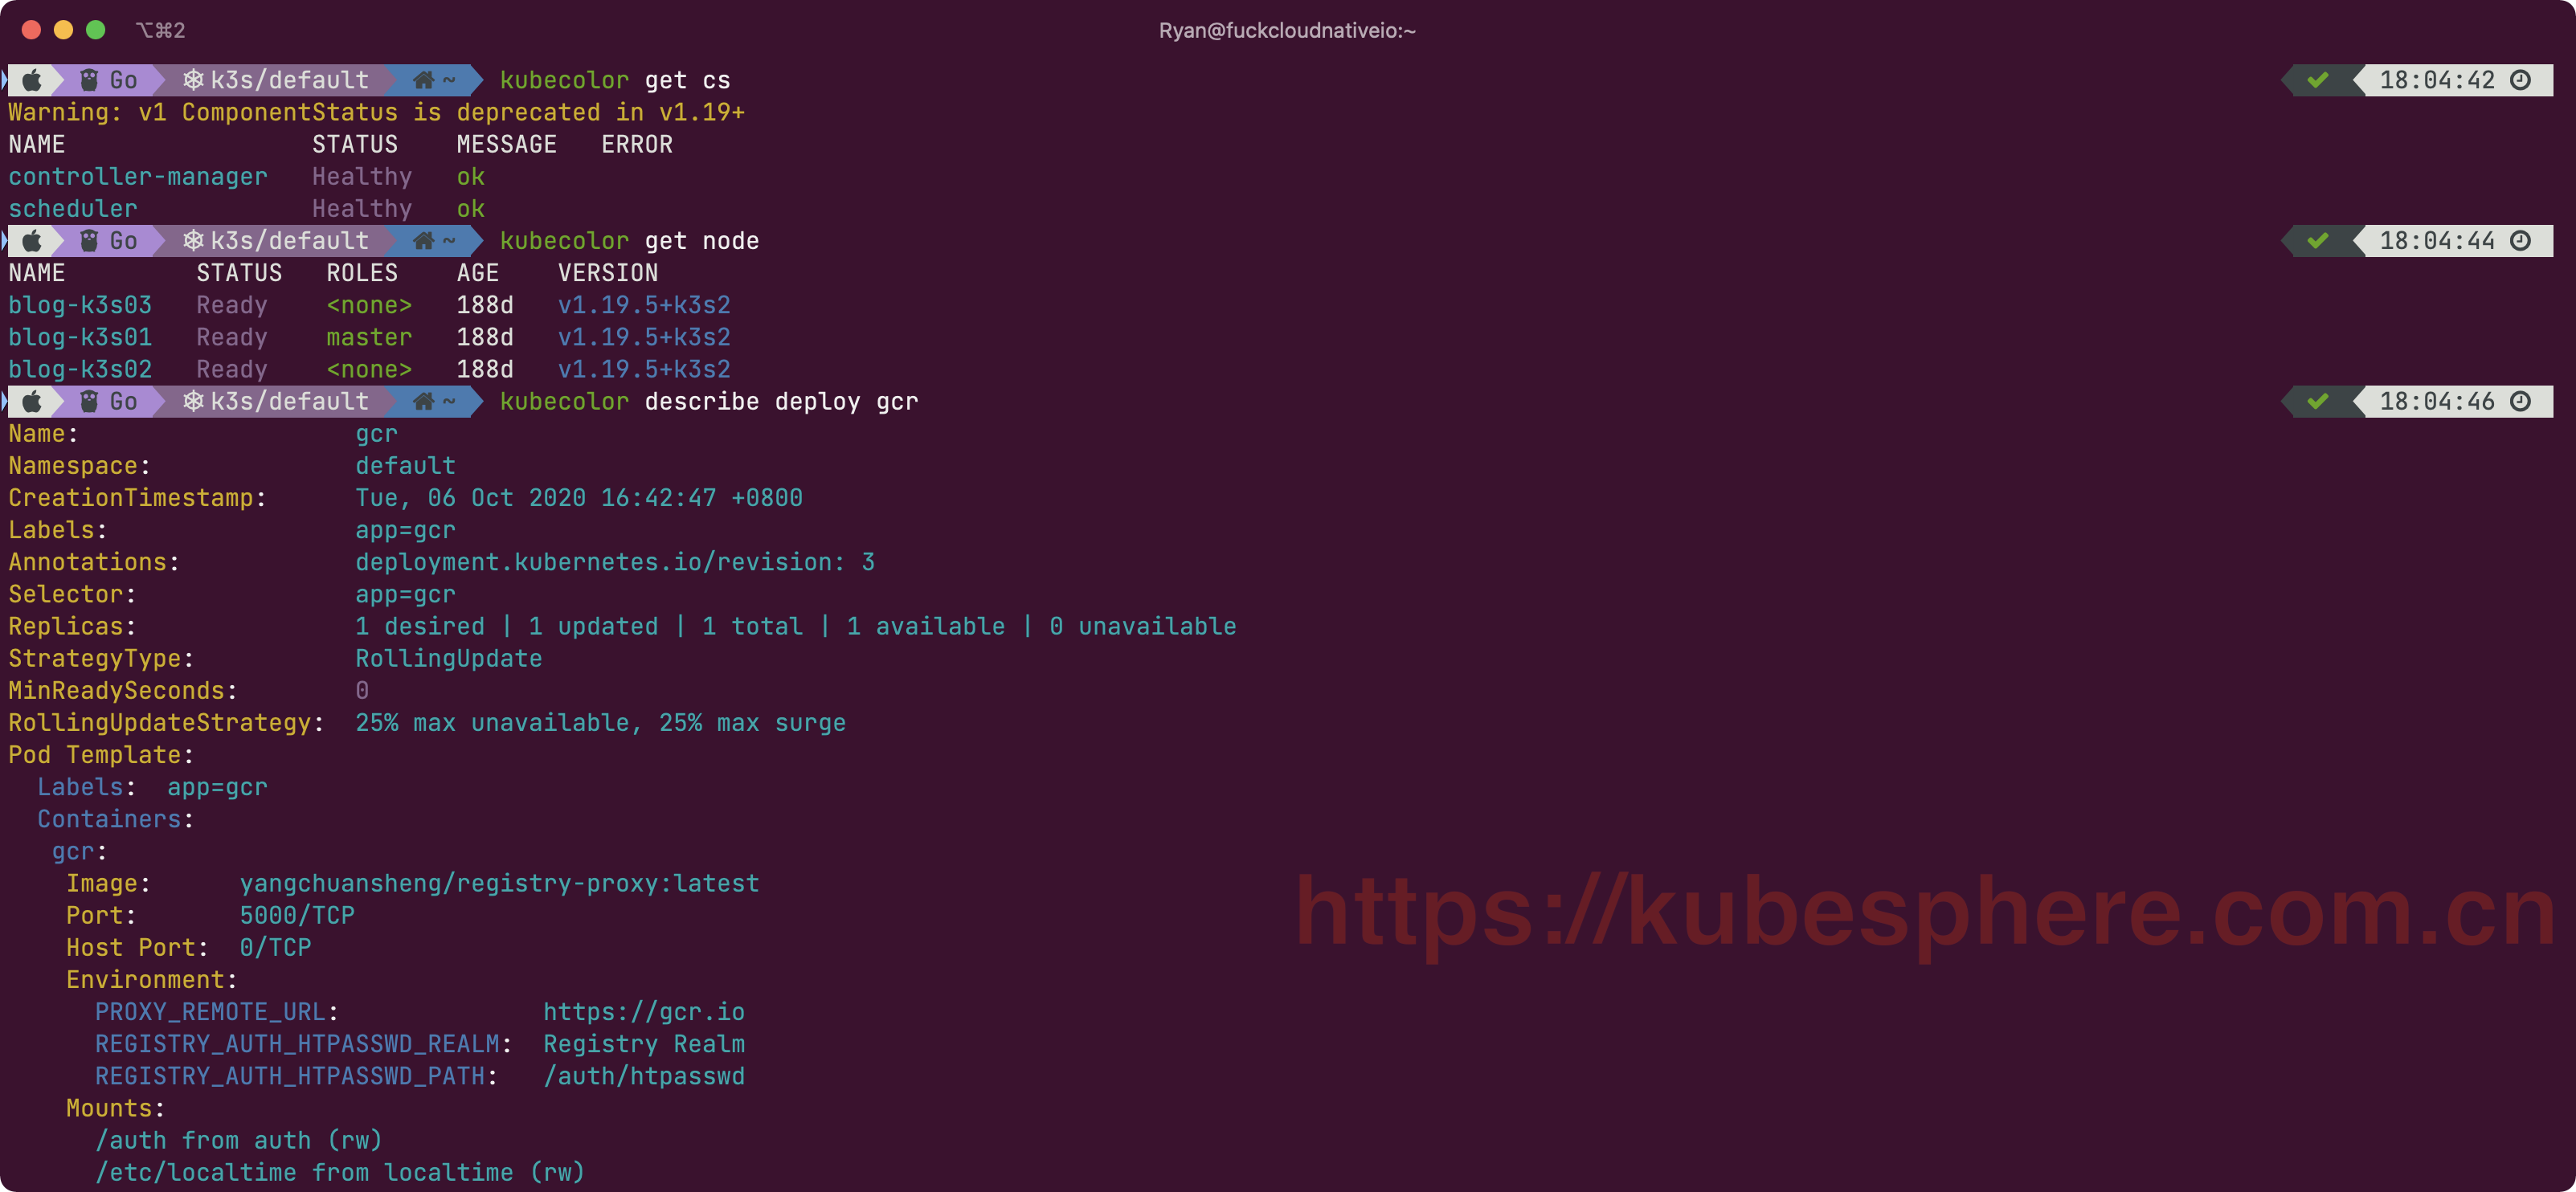 ⌥⌘2 Ryan@fuckcloudnativeio:~
Go k3s/default ~ kubecolor get cs 18:04:42
Warning: v1 ComponentStatus is deprecated in v1.19+
NAME STATUS MESSAGE ERROR
controller-manager Healthy ok
scheduler Healthy ok
Go k3s/default ~ kubecolor get node 18:04:44
NAME STATUS ROLES AGE VERSION
blog-k3s03 Ready <none> 188d v1.19.5+k3s2
blog-k3s01 Ready master 188d v1.19.5+k3s2
blog-k3s02 Ready <none> 188d v1.19.5+k3s2
Go k3s/default ~ kubecolor describe deploy gcr 18:04:46
Name: gcr
Namespace: default
CreationTimestamp: Tue, 06 Oct 2020 16:42:47 +0800
Labels: app=gcr
Annotations: deployment.kubernetes.io/revision: 3
Selector: app=gcr
Replicas: 1 desired | 1 updated | 1 total | 1 available | 0 unavailable
StrategyType: RollingUpdate
MinReadySeconds: 0
RollingUpdateStrategy: 25% max unavailable, 25% max surge
Pod Template:
Labels: app=gcr
Containers:
gcr:
Image: yangchuansheng/registry-proxy:latest
Port: 5000/TCP
Host Port: 0/TCP
Environment:
PROXY_REMOTE_URL: https://gcr.io
REGISTRY_AUTH_HTPASSWD_REALM: Registry Realm
REGISTRY_AUTH_HTPASSWD_PATH: /auth/htpasswd
Mounts:
/auth from auth (rw)
/etc/localtime from localtime (rw)
https://kubesphere.com.cn